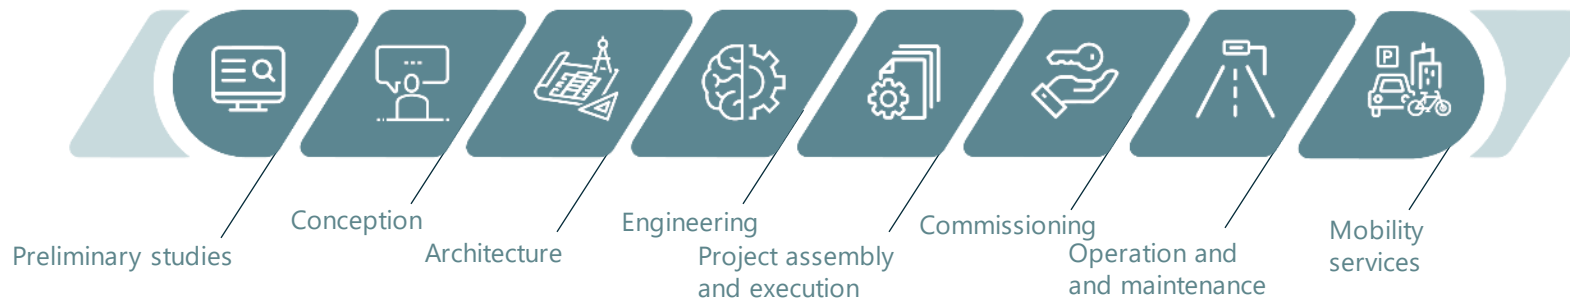 P
Preliminary studies
Conception
Architecture
Engineering
Project assembly
and execution
Commissioning
Operation and
and maintenance
Mobility
services